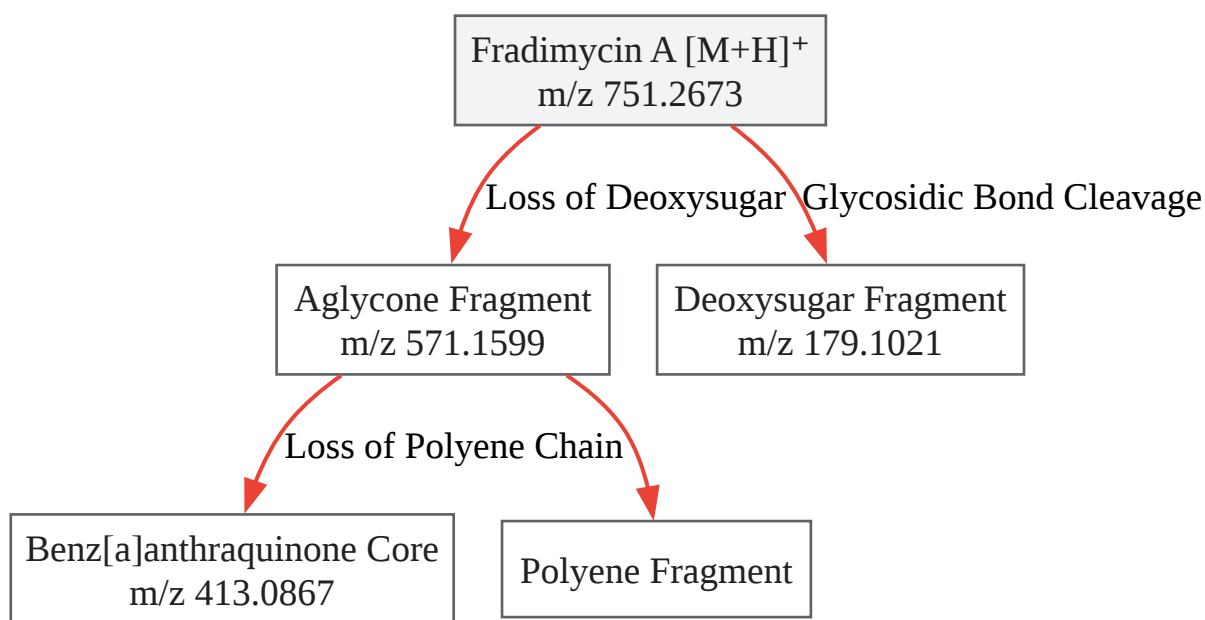 Fradimycin A [M+H]⁺
m/z 751.2673
Loss of Deoxysugar
Glycosidic Bond Cleavage
Aglycone Fragment
m/z 571.1599
Deoxysugar Fragment
m/z 179.1021
Loss of Polyene Chain
Benz[a]anthraquinone Core
m/z 413.0867
Polyene Fragment